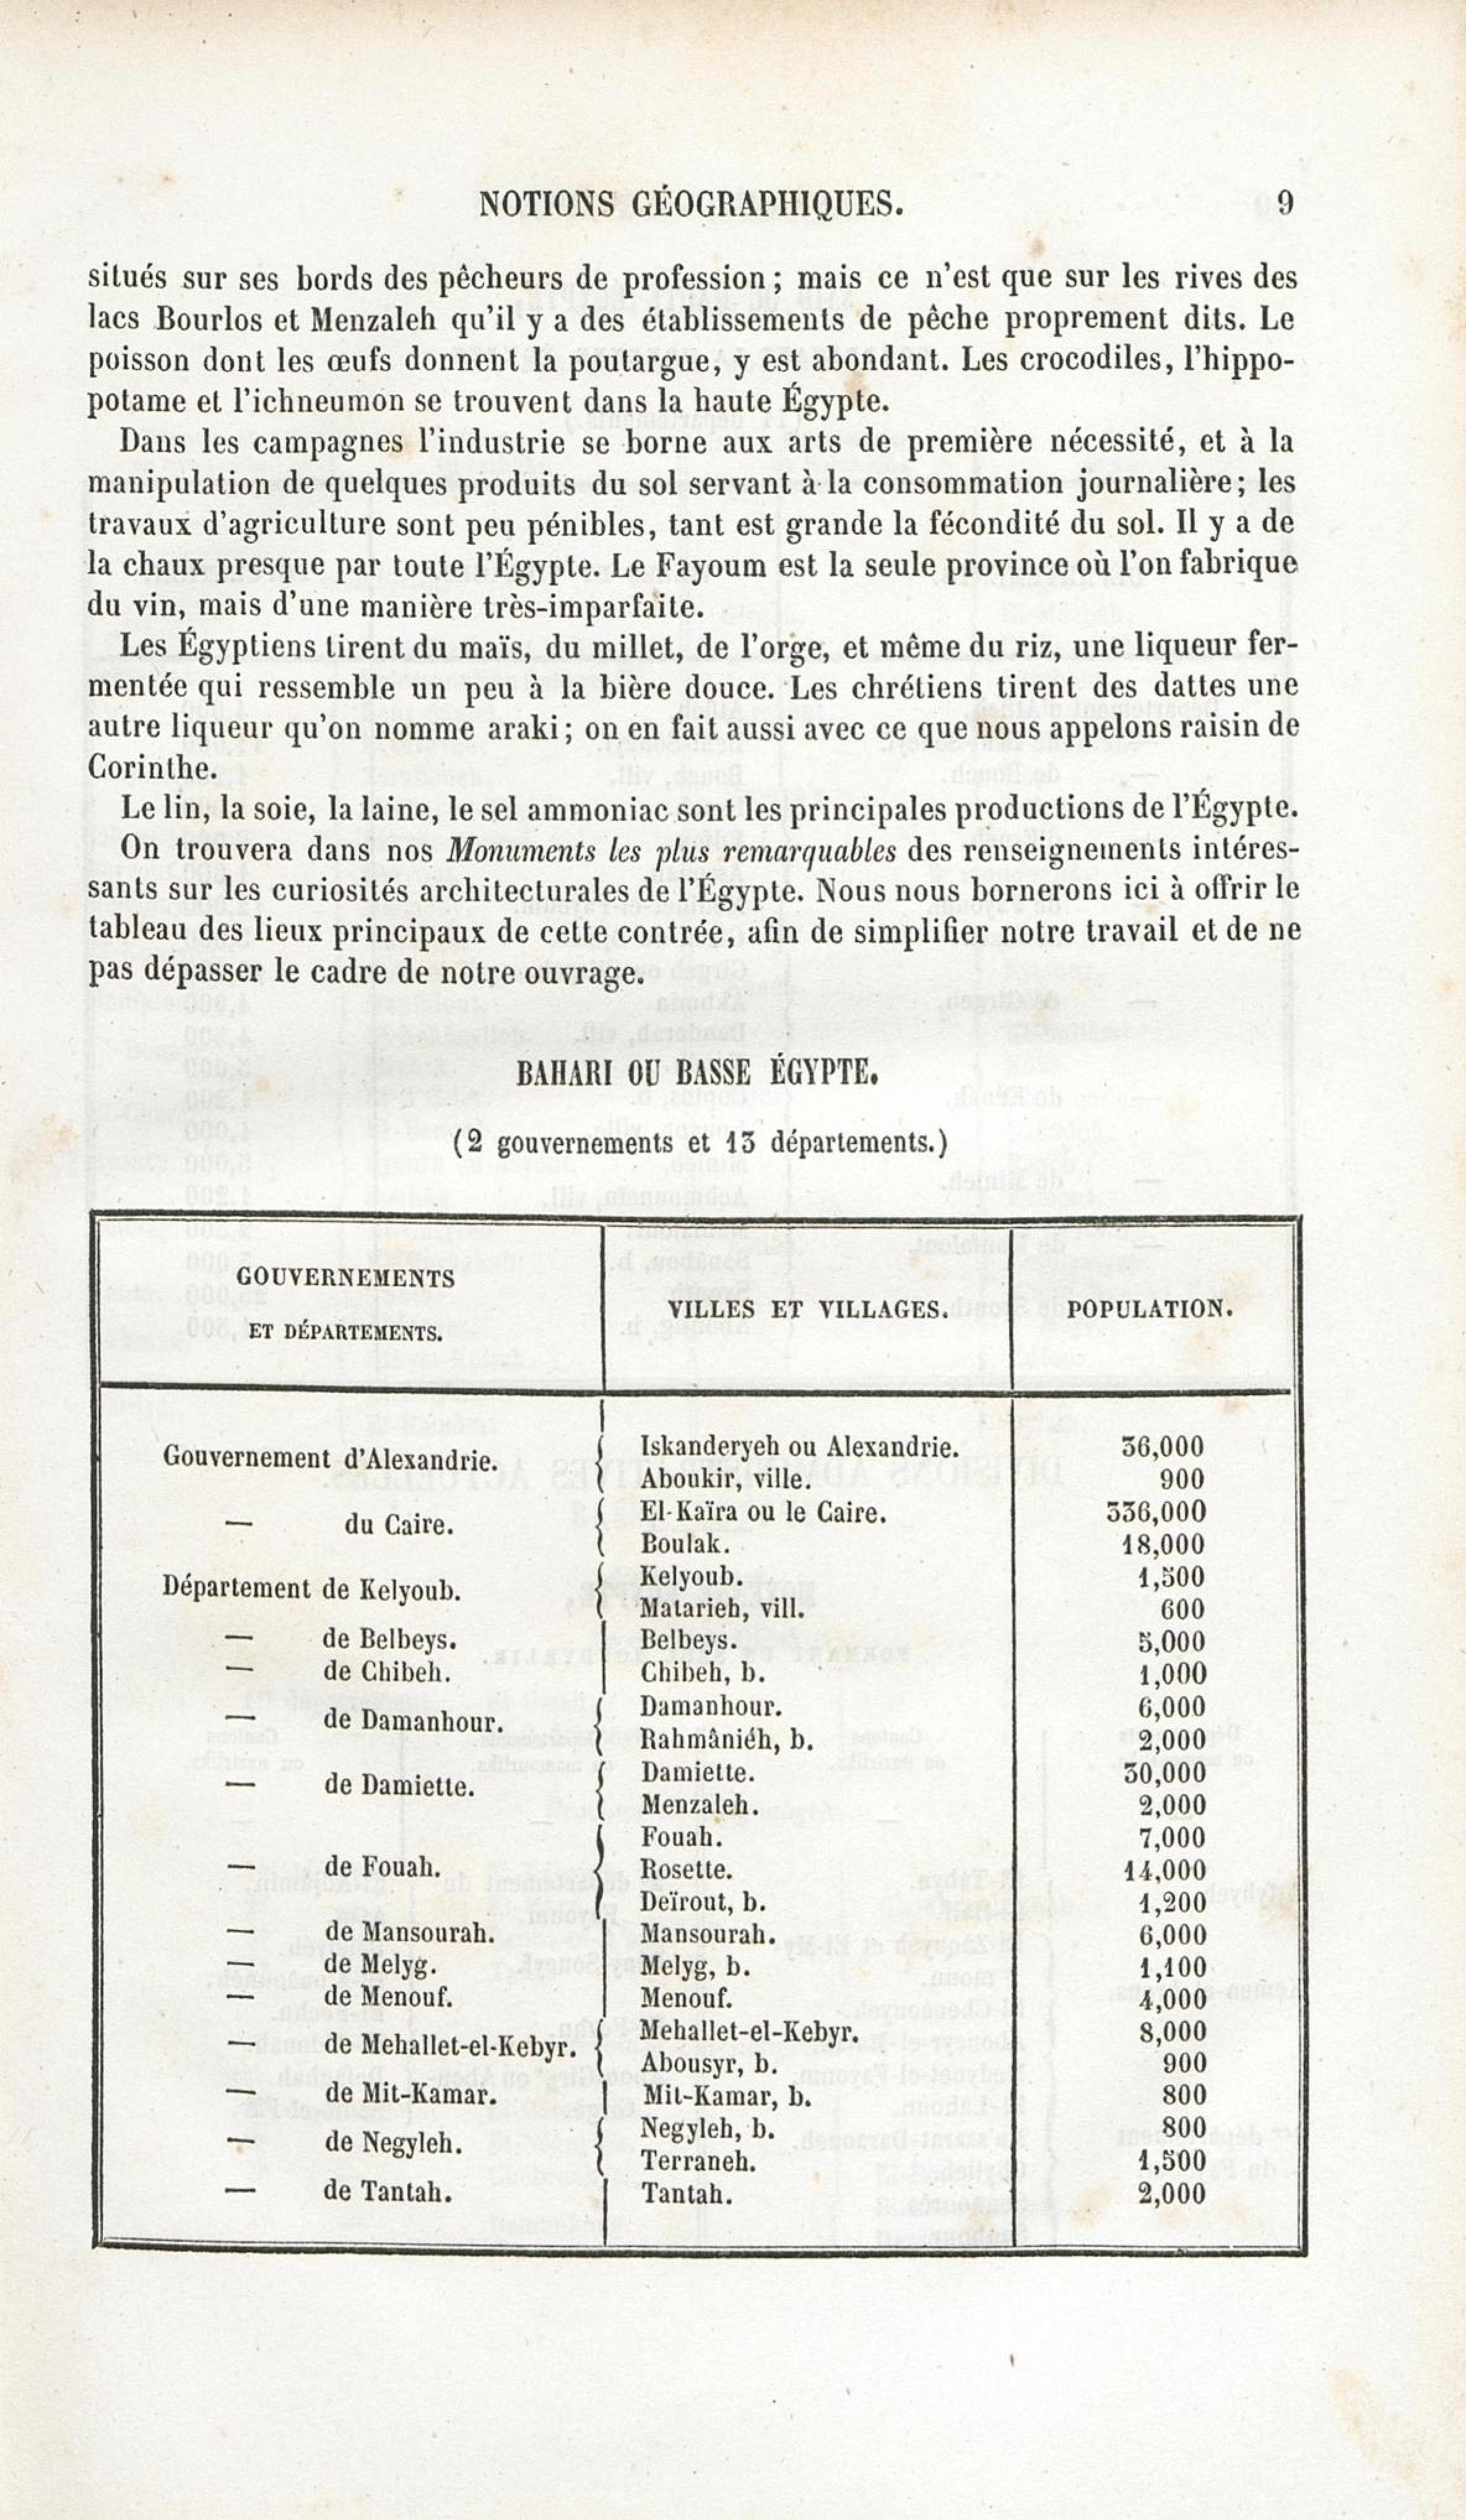 NOTIONS GÉOGRAPHIQUES. 9
situés sur ses bords des pêcheurs de profession; mais ce n'est que sur les rives des
lacs Bourlos et Menzaleh qu'il y a des établissements de pêche proprement dits. Le
poisson dont les œufs donnent la poutargue, y est abondant. Les crocodiles, l'hippo-
potame et l'ichneumon se trouvent dans la haute Égypte.
Dans les campagnes l'industrie se borne aux arts de première nécessité, et à la
manipulation de quelques produits du sol servant à la consommation journalière; les
travaux d'agriculture sont peu pénibles, tant est grande la fécondité du sol. Il y a de
la chaux presque par toute l'Égypte. Le Fayoum est la seule province où l'on fabrique
du vin, mais d'une manière très-imparfaite.
Les Égyptiens tirent du maïs, du millet, de l'orge, et même du riz, une liqueur fer-
mentée qui ressemble un peu à la bière douce. Les chrétiens tirent des dattes une
autre liqueur qu'on nomme araki; on en fait aussi avec ce que nous appelons raisin de
Corinthe.
Le lin, la soie, la laine, le sel ammoniac sont les principales productions de l'Égypte.
On trouvera dans nos Monuments les plus remarquables des renseignements intéres-
sants sur les curiosités architecturales de l'Égypte. Nous nous bornerons ici à offrir le
tableau des lieux principaux de cette contrée, afin de simplifier notre travail et de ne
pas dépasser le cadre de notre ouvrage.
BAHARI OU BASSE ÉGYPTE.
(2 gouvernements et 13 départements.)
GOUVERNEMENTS
ET DÉPARTEMENTS.
VILLES ET VILLAGES.
POPULATION.
Gouvernement d'Alexandrie.
Iskanderyeh ou Alexandrie. 36,000
Aboukir, ville. 900
— du Caire.
El-Kaïra ou le Caire. 336,000
Boulak. 18,000
Département de Kelyoub.
Kelyoub. 1,500
Matarieh, vill. 600
— de Belbeys. Belbeys. 5,000
— de Chibeh. Chibeh, b. 1,000
— de Damanhour.
Damanhour. 6,000
Rahmâniéh, b. 2,000
— de Damiette.
Damiette. 30,000
Menzaleh. 2,000
— de Fouah.
Fouah. 7,000
Rosette. 14,000
Deïrout, b. 1,200
— de Mansourah. Mansourah. 6,000
— de Melyg. Melyg, b. 1,100
— de Menouf. Menouf. 4,000
— de Mehallet-el-Kebyr.
Mehallet-el-Kebyr. 8,000
Abousyr, b. 900
— de Mit-Kamar. Mit-Kamar, b. 800
— de Negyleh.
Negyleh, b. 800
Terraneh. 1,500
— de Tantah. Tantah. 2,000